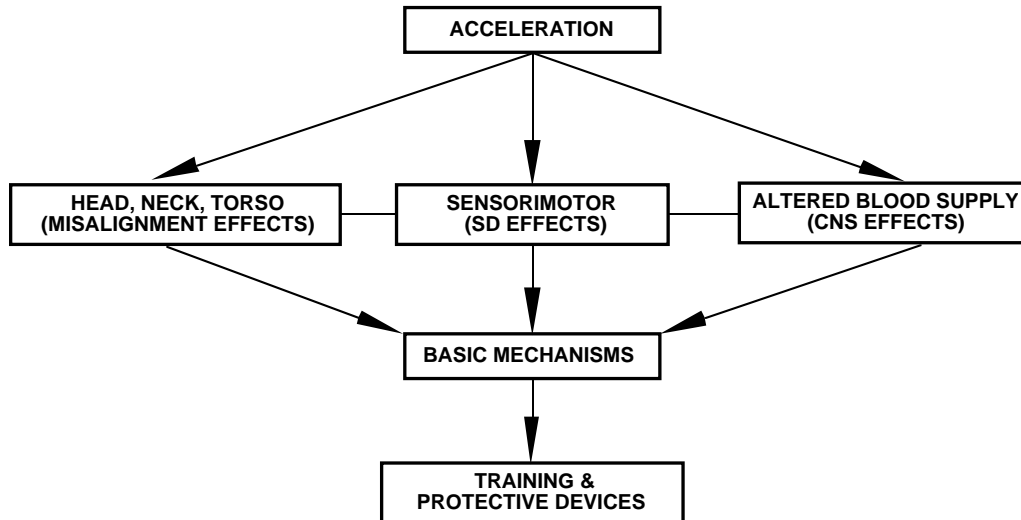 ACCELERATION
HEAD, NECK, TORSO
(MISALIGNMENT EFFECTS)
SENSORIMOTOR
(SD EFFECTS)
ALTERED BLOOD SUPPLY
(CNS EFFECTS)
BASIC MECHANISMS
TRAINING &
PROTECTIVE DEVICES